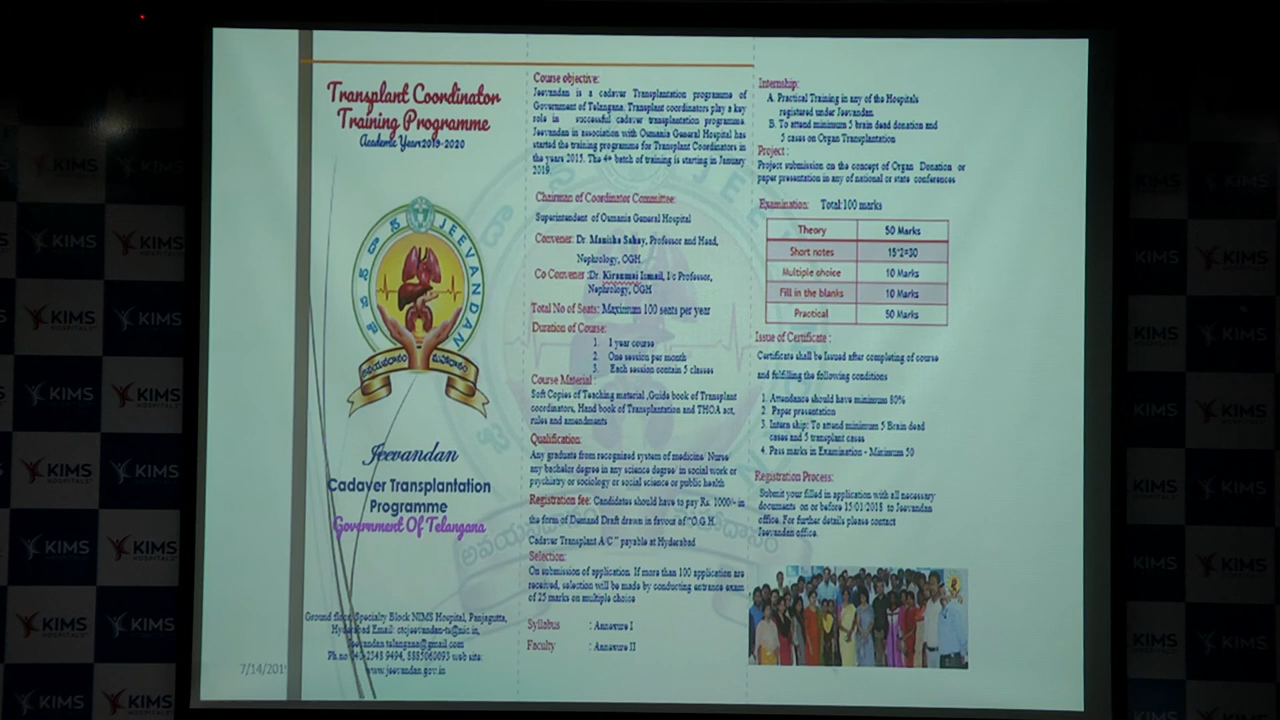 Transplant Coordinator
Training Programme
Academic Year:2019-2020
జీవన్‌దాన్
JEEVANDAN
అవయవదానం మహాదానం
Jeevandan
Cadaver Transplantation
Programme
Government Of Telangana
Ground floor, Specialty Block NIMS Hospital, Panjagutta,
Hyderabad Email:
www.jeevandan.gov.in
7/14/201
Course objective:
Jeevandan is a cadaver Transplantation programme of
Government of Telangana. Transplant coordinators play a key
role in successful cadaver transplantation programme.
Jeevandan in association with Osmania General Hospital has
started the training programme for Transplant Coordinators in
the years 2015. The 4th batch of training is starting in January
2019.
Chairman of Coordinator Committee:
Superintendent of Osmania General Hospital
Convener: Dr. Manisha Sahay, Professor and Head,
Nephrology, OGH
Co Convener :Dr. Kiranmai Ismail, I/c Professor,
Nephrology, OGH
Total No of Seats: Maximum 100 seats per year
Duration of Course:
1. 1 year course
2. One session per month
3. Each session contain 5 classes
Course Material :
Soft Copies of Teaching material ,Guide book of Transplant
coordinators, Hand book of Transplantation and THOA act,
rules and amendments
Qualification:
Any graduate from recognized system of medicine/ Nurse/
any bachelor degree in any science degree/ in social work or
psychiatry or sociology or social science or public health
Registration fee: Candidates should have to pay Rs. 1000/- in
the form of Demand Draft drawn in favour of "O.G.H.
Cadaver Transplant A/C " payable at Hyderabad
Selection:
On submission of application. If more than 100 application are
received, selection will be made by conducting entrance exam
of 25 marks on multiple choice
Syllabus : Annexure I
Faculty : Annexure II
Internship:
A. Practical Training in any of the Hospitals
registered under Jeevandan
B. To attend minimum 5 brain dead donation and
5 cases on Organ Transplantation
Project :
Project submission on the concept of Organ Donation or
paper presentation in any of national or state conferences
Examination: Total:100 marks
Theory 50 Marks
Short notes 15*2=30
Multiple choice 10 Marks
Fill in the blanks 10 Marks
Practical 50 Marks
Issue of Certificate :
Certificate shall be Issued after completing of course
and fulfilling the following conditions
1. Attendance should have minimum 80%
2. Paper presentation
3. Intern ship: To attend minimum 5 Brain dead
cases and 5 transplant cases
4. Pass marks in Examination - Minimum 50
Registration Process:
Submit your filled in application with all necessary
documents on or before 15/01/2018 to Jeevandan
office. For further details please contact
Jeevandan office.
KIMS
HOSPITALS